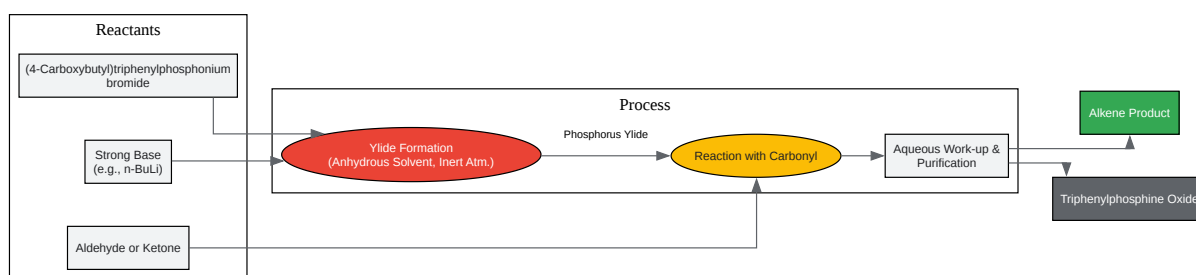 Reactants
(4-Carboxybutyl)triphenylphosphonium
bromide
Strong Base
(e.g., n-BuLi)
Aldehyde or Ketone
Process
Ylide Formation
(Anhydrous Solvent, Inert Atm.)
Phosphorus Ylide
Reaction with Carbonyl
Aqueous Work-up &
Purification
Alkene Product
Triphenylphosphine Oxide